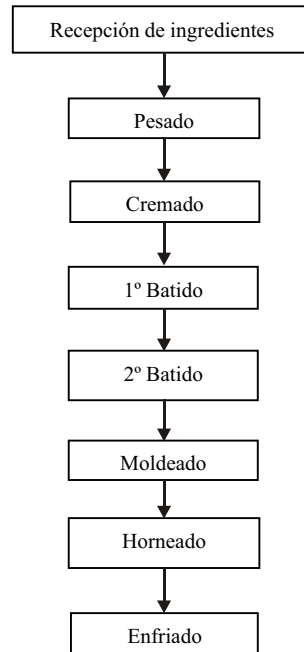 Recepción de ingredientes
Pesado
Cremado
1º Batido
2º Batido
Moldeado
Horneado
Enfriado